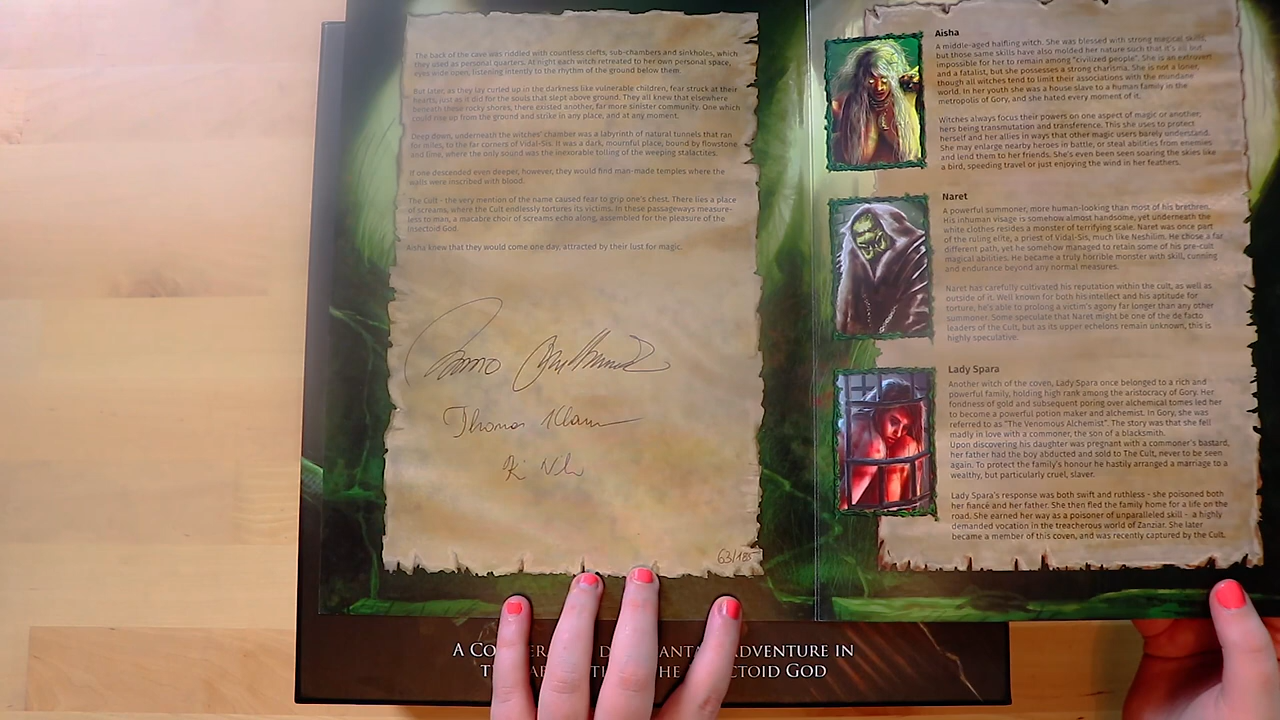 The back of the cave was riddled with countless clefts, sub-chambers and sinkholes, which
they used as personal quarters. At night each witch retreated to her own personal space,
eyes wide open, listening intently to the rhythm of the ground below them.
But later, as they lay curled up in the darkness like vulnerable children, fear struck at their
hearts, just as it did for the souls that slept above ground. They all knew that elsewhere
beneath those rocky shores, there existed another, far more sinister community. One which
could rise up from the ground and strike in any place, and at any moment.
Deep down, underneath the witches' chamber was a labyrinth of natural tunnels that ran
for miles, to the far corners of Vidal-Sis. It was a dark, mournful place, bound by flowstone
and lime, where the only sound was the inexorable tolling of the weeping stalactites.
If one descended even deeper, however, they would find man-made temples where the
walls were inscribed with blood.
The Cult - the very mention of the name caused fear to grip one's chest. There lies a place
of screams, where the Cult endlessly tortures its victims. In these passageways measure-
less to man, a macabre choir of screams echo along, assembled for the pleasure of the
Insectoid God.
Aisha knew that they would come one day, attracted by their lust for magic.
Thomas
63/185
Aisha
A middle-aged halfling witch. She was blessed with strong magical skills,
but those same skills have also molded her nature such that it's all but
impossible for her to remain among "civilized people". She is an extrovert
and a fatalist, but she possesses a strong charisma. She is not a loner,
though all witches tend to limit their associations with the mundane
world. In her youth she was a house slave to a human family in the
metropolis of Gory, and she hated every moment of it.
Witches always focus their powers on one aspect of magic or another,
hers being transmutation and transference. This she uses to protect
herself and her allies in ways that other magic users barely understand.
She may enlarge nearby heroes in battle, or steal abilities from enemies
and lend them to her friends. She's even been seen soaring the skies like
a bird, speeding travel or just enjoying the wind in her feathers.
Naret
A powerful summoner, more human-looking than most of his brethren.
His inhuman visage is somehow almost handsome, yet underneath the
white clothes resides a monster of terrifying scale. Naret was once part
of the ruling elite, a priest of Vidal-Sis, much like Neshilim. He chose a far
different path, yet he somehow managed to retain some of his pre-cult
magical abilities. He became a truly horrible monster with skill, cunning
and endurance beyond any normal measures.
Naret has carefully cultivated his reputation within the cult, as well as
outside of it. Well known for both his intellect and his aptitude for
torture, he's able to prolong a victim's agony far longer than any other
summoner. Some speculate that Naret might be one of the de facto
leaders of the Cult, but as its upper echelons remain unknown, this is
highly speculative.
Lady Spara
Another witch of the coven, Lady Spara once belonged to a rich and
powerful family, holding high rank among the aristocracy of Gory. Her
fondness of gold and subsequent poring over alchemical tomes led her
to become a powerful potion maker and alchemist. In Gory, she was
referred to as "The Venomous Alchemist". The story was that she fell
madly in love with a commoner, the son of a blacksmith.
Upon discovering his daughter was pregnant with a commoner's bastard,
her father had the boy abducted and sold to The Cult, never to be seen
again. To protect the family's honour he hastily arranged a marriage to a
wealthy, but particularly cruel, slaver.
Lady Spara's response was both swift and ruthless - she poisoned both
her fiancé and her father. She then fled the family home for a life on the
road. She earned her way as a poisoner of unparalleled skill - a highly
demanded vocation in the treacherous world of Zanziar. She later
became a member of this coven, and was recently captured by the Cult.
A ADVENTURE IN
GOD